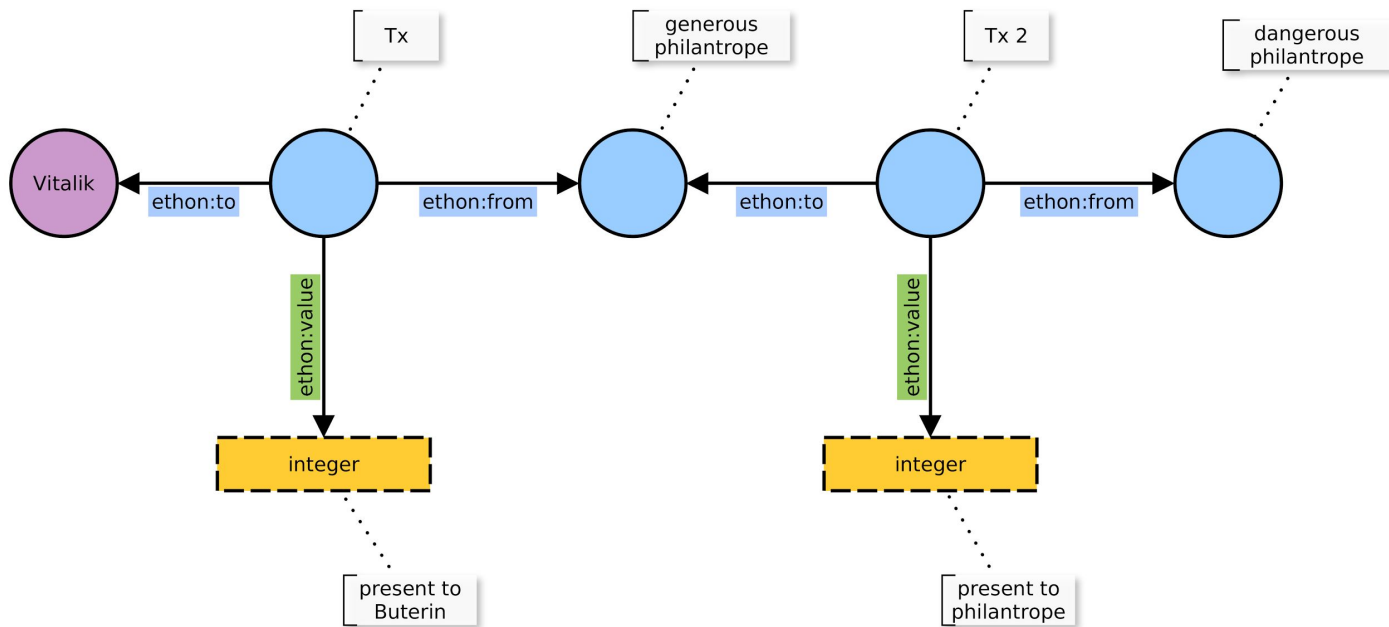 Tx
generous
philantrope
Tx 2
dangerous
philantrope
Vitalik
ethon:to
ethon:from
ethon:to
ethon:from
ethon:value
ethon:value
integer
integer
present to
Buterin
present to
philantrope